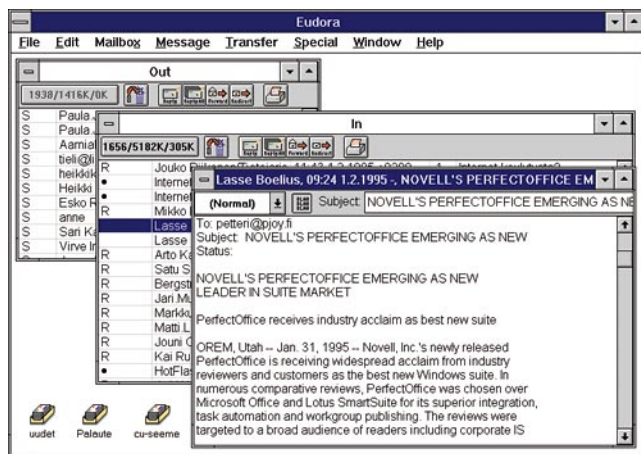 Eudora
File Edit Mailbox Message Transfer Special Window Help
Out
1938/1416K/0K
S Paula
S Paula
S Aarnial
S tieli@li
S heikkik
S Heikki
S Esko R
S anne
S Sari Ka
S Virve Ir
In
1656/5182K/305K
R Jouko
Internet
Internet
R Mikko
Lasse
Lasse
R Arto Ka
R Satu S
R Bergstr
R Jari.Mu
R Markku
R Matti.L
R Jouni C
R Kai Ru
HotFlas
Lasse Boelius, 09:24 1.2.1995 -, NOVELL'S PERFECTOFFICE EM
(Normal) Subject: NOVELL'S PERFECTOFFICE EMERGING AS NEW
To: petteri@pjoy.fi
Subject: NOVELL'S PERFECTOFFICE EMERGING AS NEW
Status:
NOVELL'S PERFECTOFFICE EMERGING AS NEW
LEADER IN SUITE MARKET
PerfectOffice receives industry acclaim as best new suite
OREM, Utah -- Jan. 31, 1995 -- Novell, Inc.'s newly released
PerfectOffice is receiving widespread acclaim from industry
reviewers and customers as the best new Windows suite. In
numerous comparative reviews, PerfectOffice was chosen over
Microsoft Office and Lotus SmartSuite for its superior integration,
task automation and workgroup publishing. The reviews were
targeted to a broad audience of readers including corporate IS
uudet
Palaute
cu-seeme